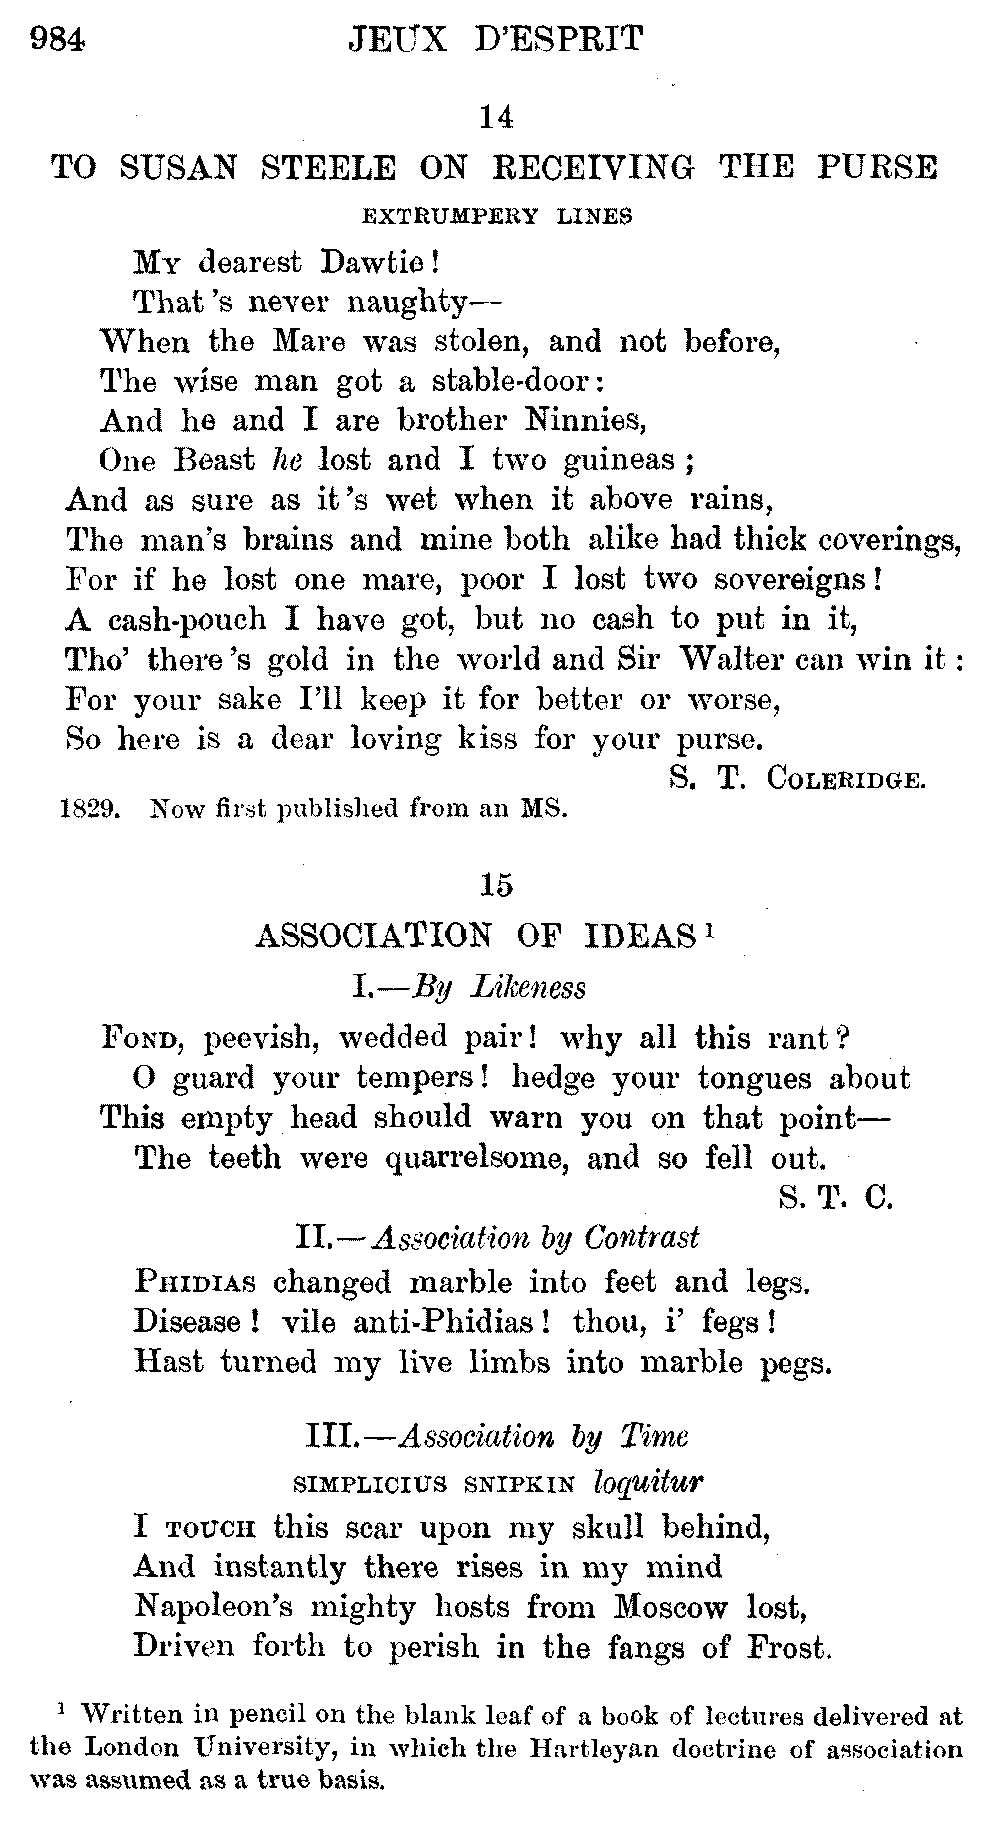 984 JEUX D'ESPRIT
14
TO SUSAN STEELE ON RECEIVING THE PURSE
EXTRUMPERY LINES
MY dearest Dawtie!
That's never naughty—
When the Mare was stolen, and not before,
The wise man got a stable-door:
And he and I are brother Ninnies,
One Beast he lost and I two guineas;
And as sure as it's wet when it above rains,
The man's brains and mine both alike had thick coverings,
For if he lost one mare, poor I lost two sovereigns!
A cash-pouch I have got, but no cash to put in it,
Tho' there's gold in the world and Sir Walter can win it:
For your sake I'll keep it for better or worse,
So here is a dear loving kiss for your purse.
S. T. COLERIDGE.
1829. Now first published from an MS.
15
ASSOCIATION OF IDEAS¹
I.—By Likeness
FOND, peevish, wedded pair! why all this rant?
O guard your tempers! hedge your tongues about
This empty head should warn you on that point—
The teeth were quarrelsome, and so fell out.
S. T. C.
II.—Association by Contrast
PHIDIAS changed marble into feet and legs.
Disease! vile anti-Phidias! thou, i' fegs!
Hast turned my live limbs into marble pegs.
III.—Association by Time
SIMPLICIUS SNIPKIN loquitur
I TOUCH this scar upon my skull behind,
And instantly there rises in my mind
Napoleon's mighty hosts from Moscow lost,
Driven forth to perish in the fangs of Frost.
¹ Written in pencil on the blank leaf of a book of lectures delivered at
the London University, in which the Hartleyan doctrine of association
was assumed as a true basis.